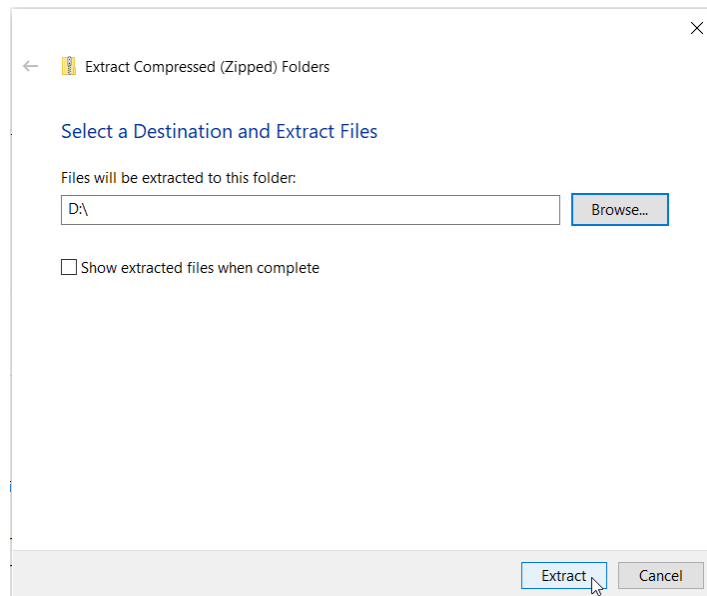 Extract Compressed (Zipped) Folders
Select a Destination and Extract Files
Files will be extracted to this folder:
D:\
Browse...
Show extracted files when complete
Extract
Cancel